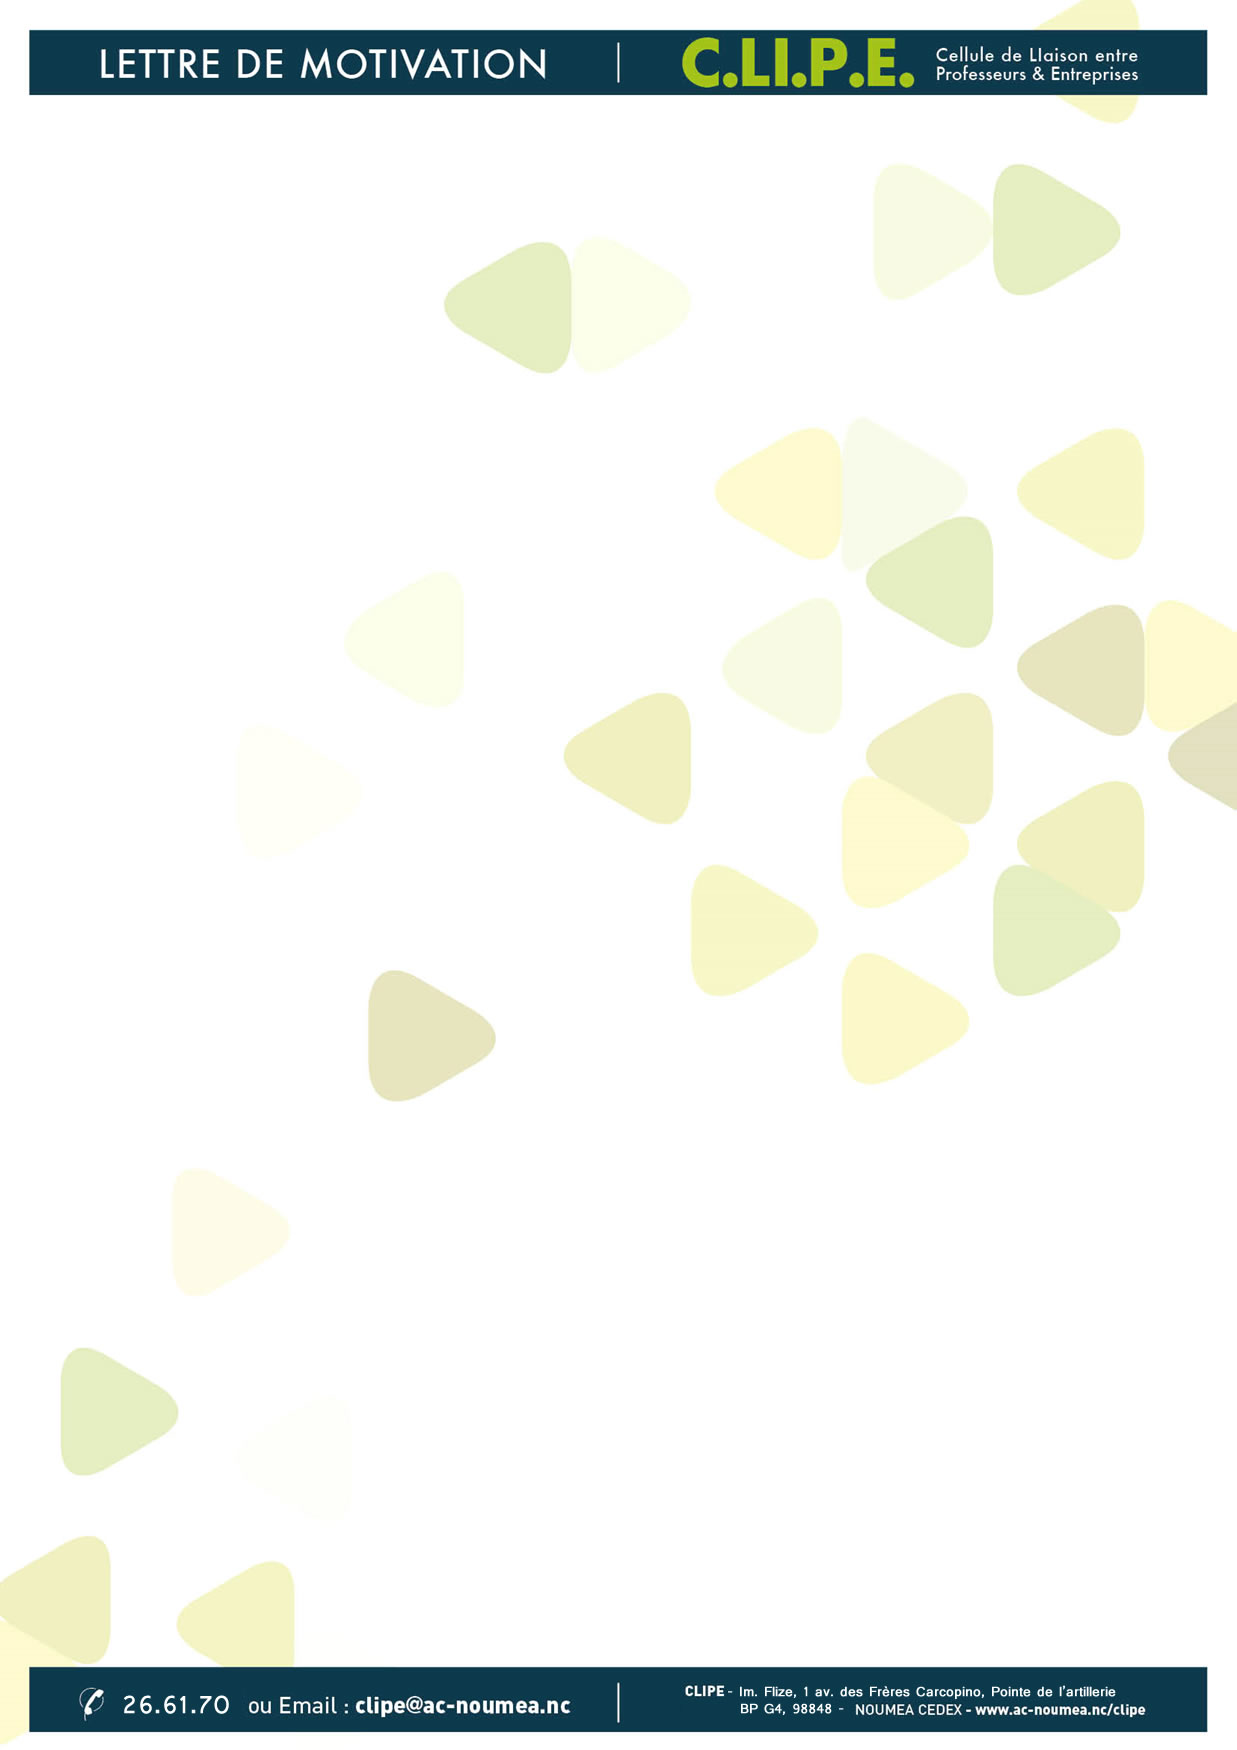 LETTRE DE MOTIVATION
C.LI.P.E.
Cellule de LIaison entre
Professeurs & Entreprises
26.61.70 ou Email : clipe@ac-noumea.nc
CLIPE - Im. Flize, 1 av. des Frères Carcopino, Pointe de l'artillerie
BP G4, 98848 - NOUMEA CEDEX - www.ac-noumea.nc/clipe